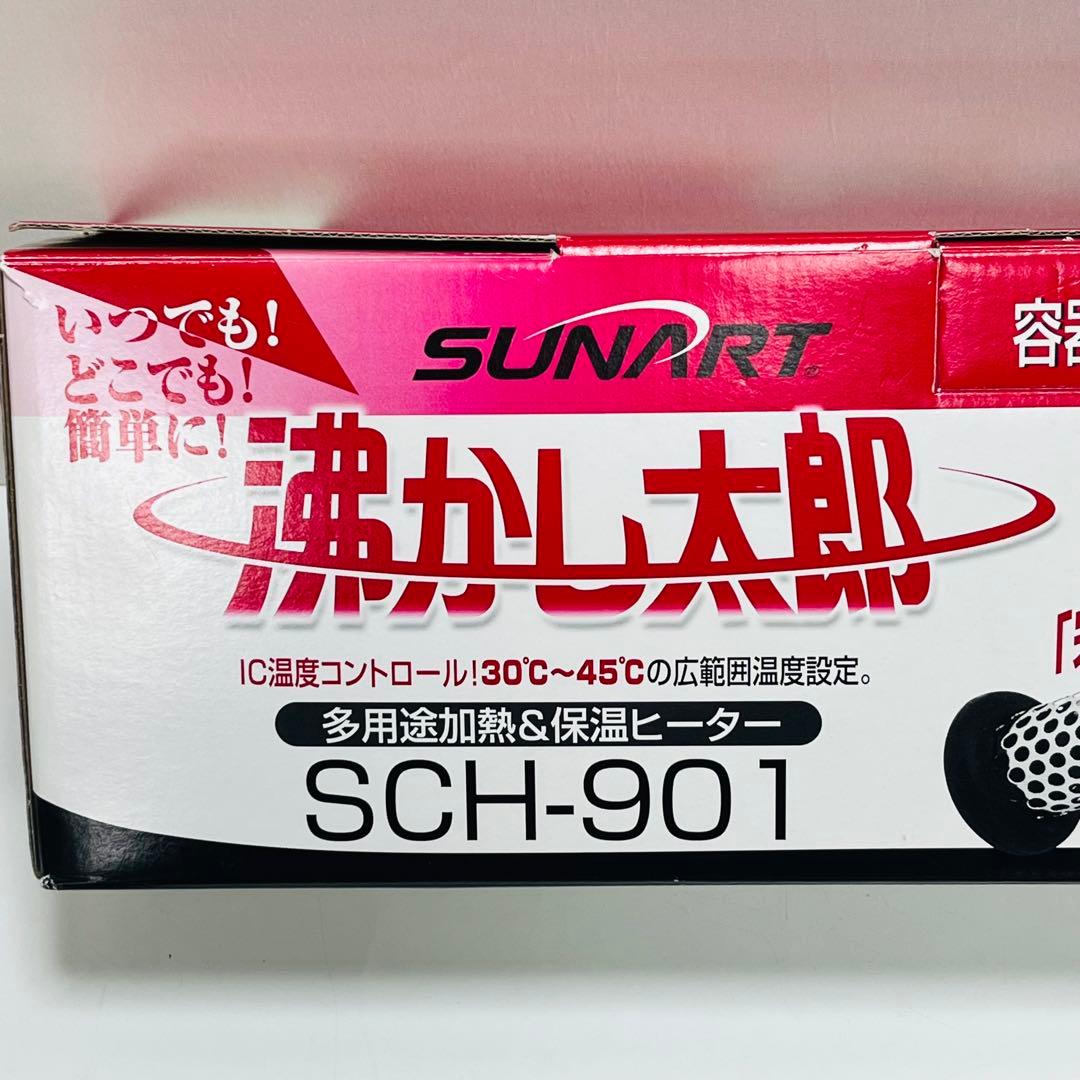 いつでも!
どこでも!
簡単に!
SUNART
容
沸かし太郎
IC温度コントロール!30℃〜45℃の広範囲温度設定。
多用途加熱&保温ヒーター
SCH-901